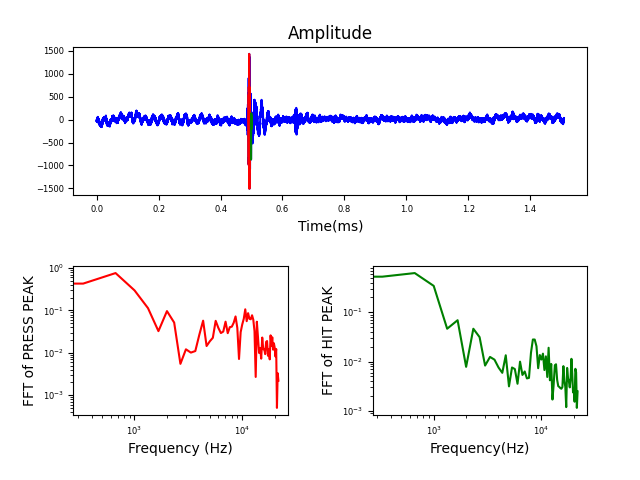 Amplitude
1500
1000
500
0
−500
−1000
−1500
0.0 0.2 0.4 0.6 0.8 1.0 1.2 1.4
Time(ms)
FFT of PRESS PEAK
10⁰
10⁻¹
10⁻²
10⁻³
10³ 10⁴
Frequency (Hz)
FFT of HIT PEAK
10⁻¹
10⁻²
10⁻³
10³ 10⁴
Frequency(Hz)